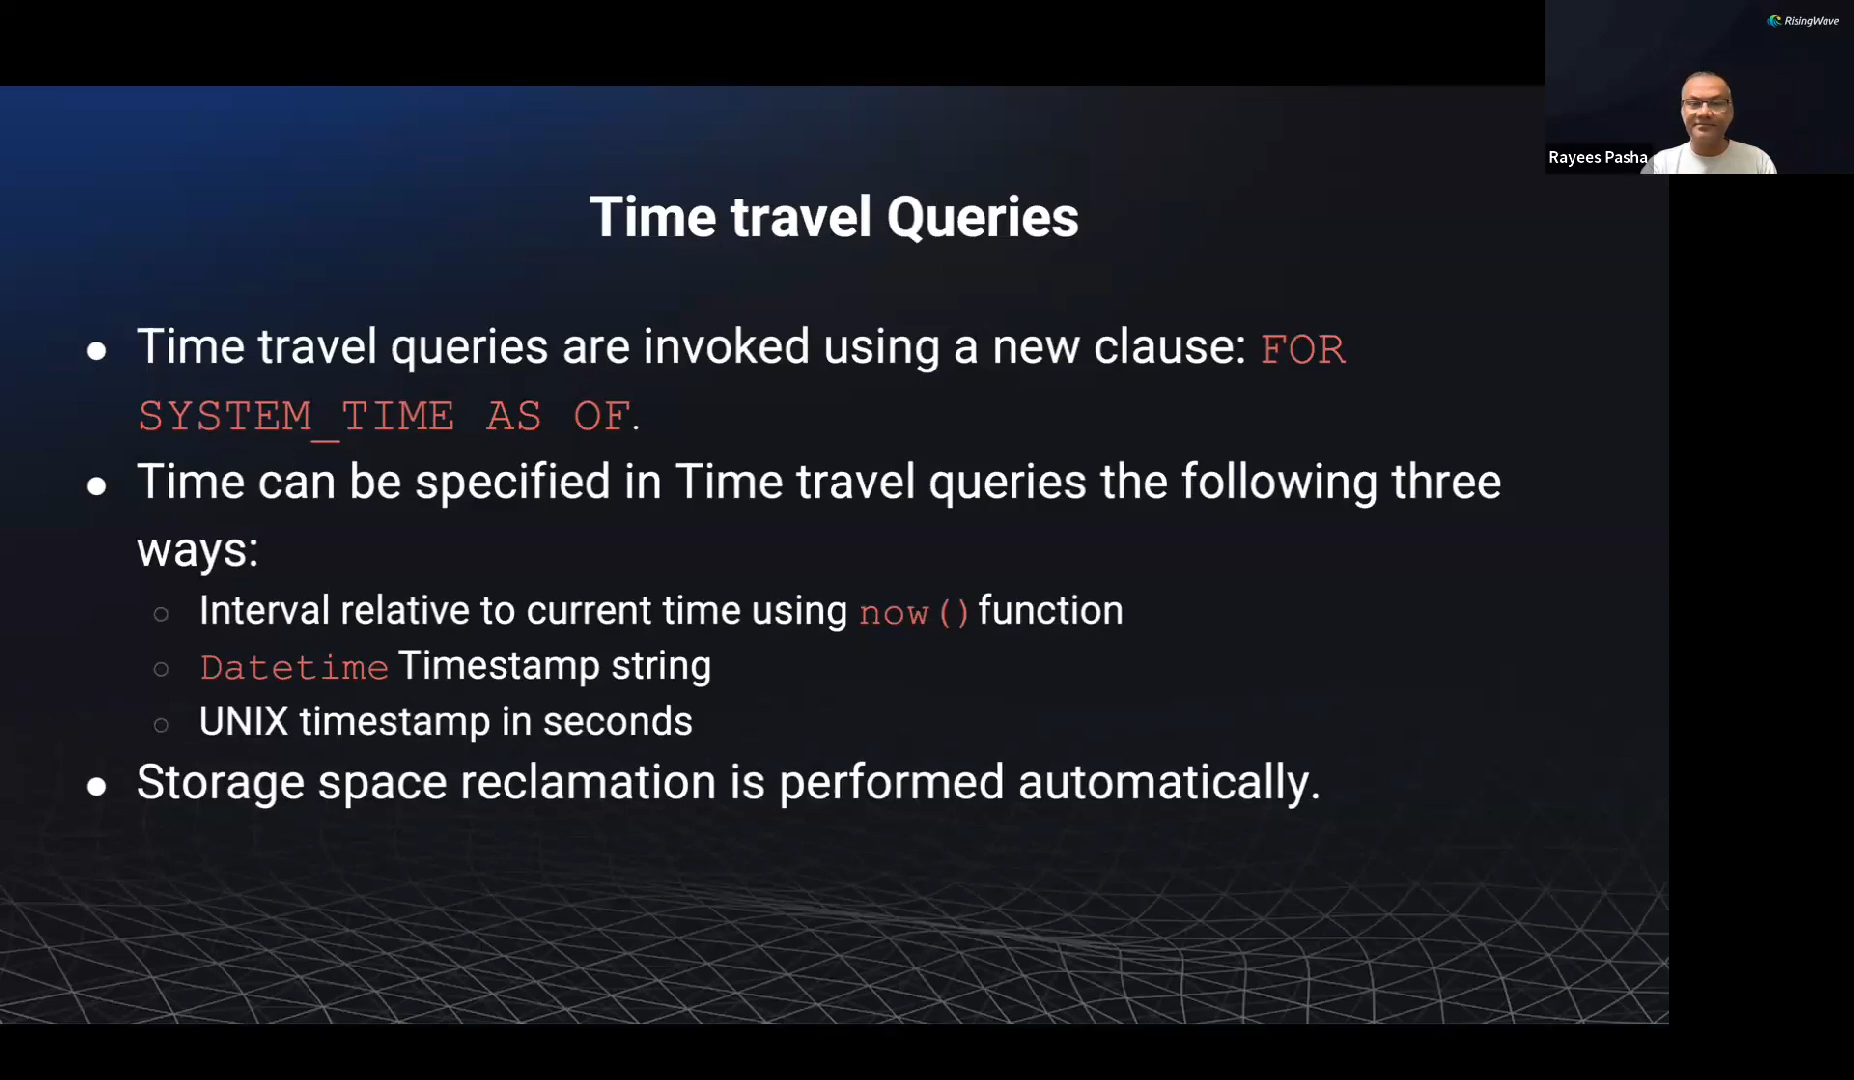 RisingWave
Rayees Pasha
Time travel Queries
● Time travel queries are invoked using a new clause: FOR
SYSTEM_TIME AS OF.
● Time can be specified in Time travel queries the following three
ways:
○ Interval relative to current time using now() function
○ Datetime Timestamp string
○ UNIX timestamp in seconds
● Storage space reclamation is performed automatically.